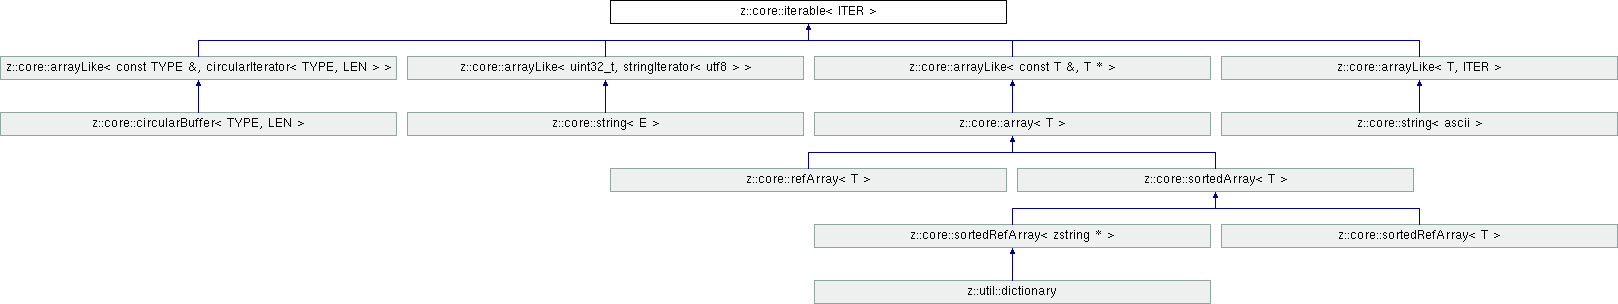 z::core::iterable< ITER >
z::core::arrayLike< const TYPE &, circularIterator< TYPE, LEN > >
z::core::arrayLike< uint32_t, stringIterator< utf8 > >
z::core::arrayLike< const T &, T * >
z::core::arrayLike< T, ITER >
z::core::circularBuffer< TYPE, LEN >
z::core::string< E >
z::core::array< T >
z::core::string< ascii >
z::core::refArray< T >
z::core::sortedArray< T >
z::core::sortedRefArray< zstring * >
z::core::sortedRefArray< T >
z::util::dictionary